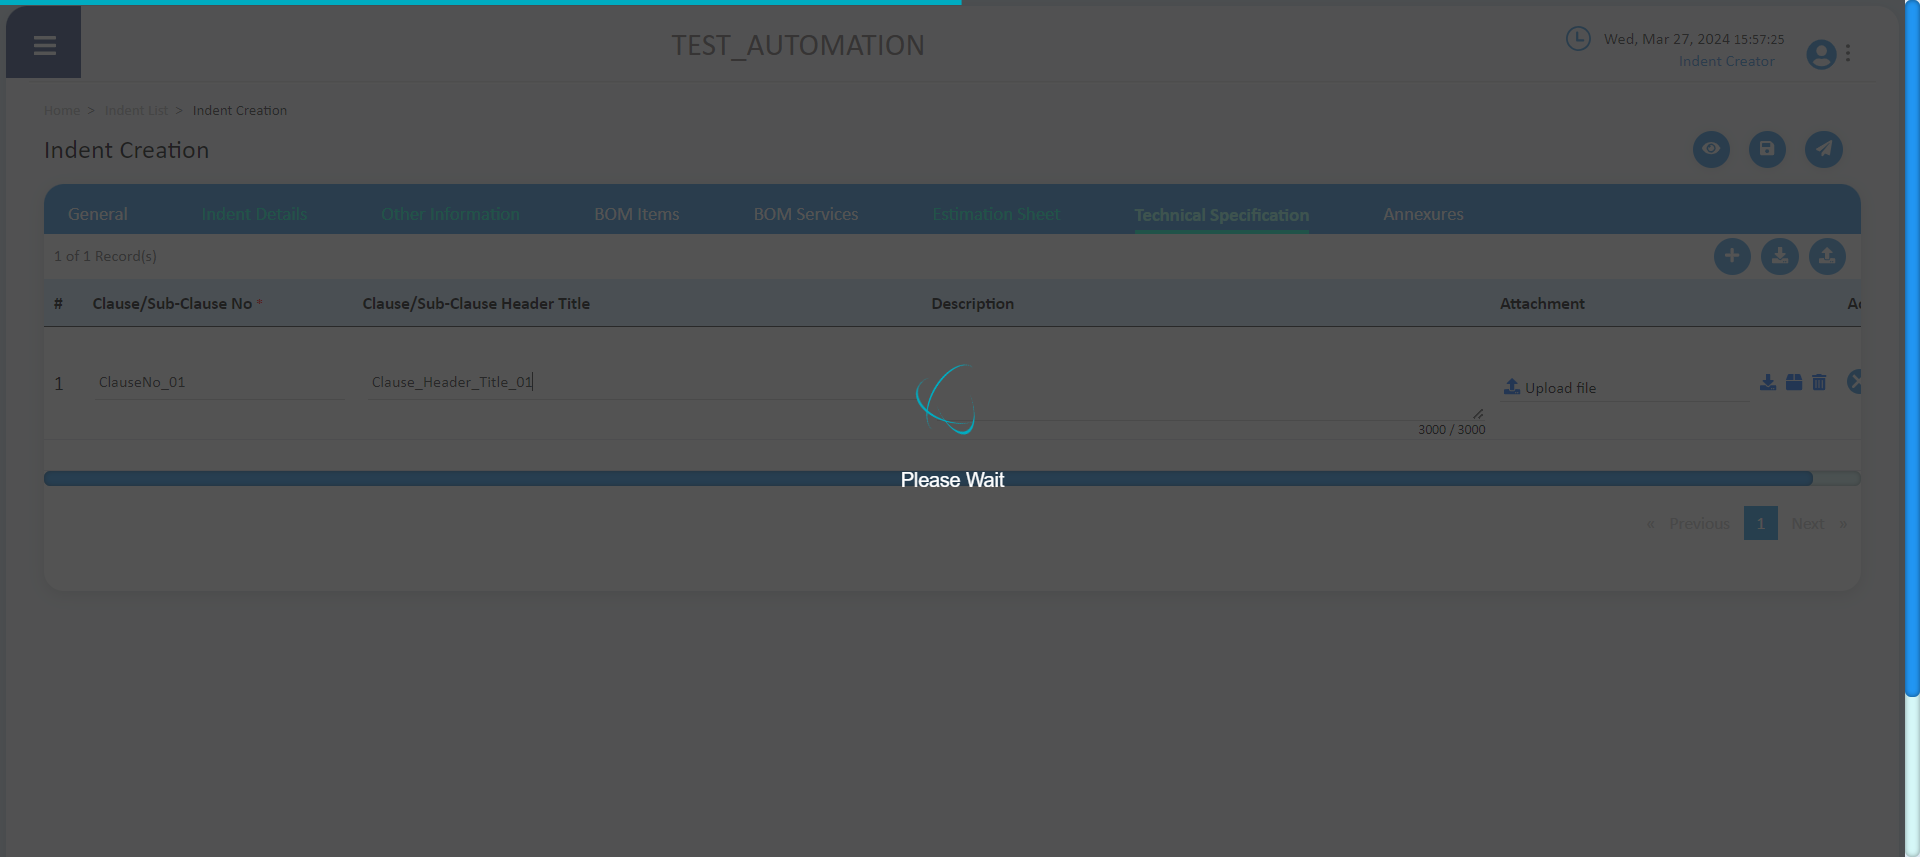 TEST_AUTOMATION
Wed, Mar 27, 2024 15:57:25
Indent Creator
Home > Indent List > Indent Creation
Indent Creation
General Indent Details Other Information BOM Items BOM Services Estimation Sheet Technical Specification Annexures
1 of 1 Record(s)
# Clause/Sub-Clause No * Clause/Sub-Clause Header Title Description Attachment
1 ClauseNo_01 Clause_Header_Title_01 Upload file
3000 / 3000
Please Wait
« Previous 1 Next »